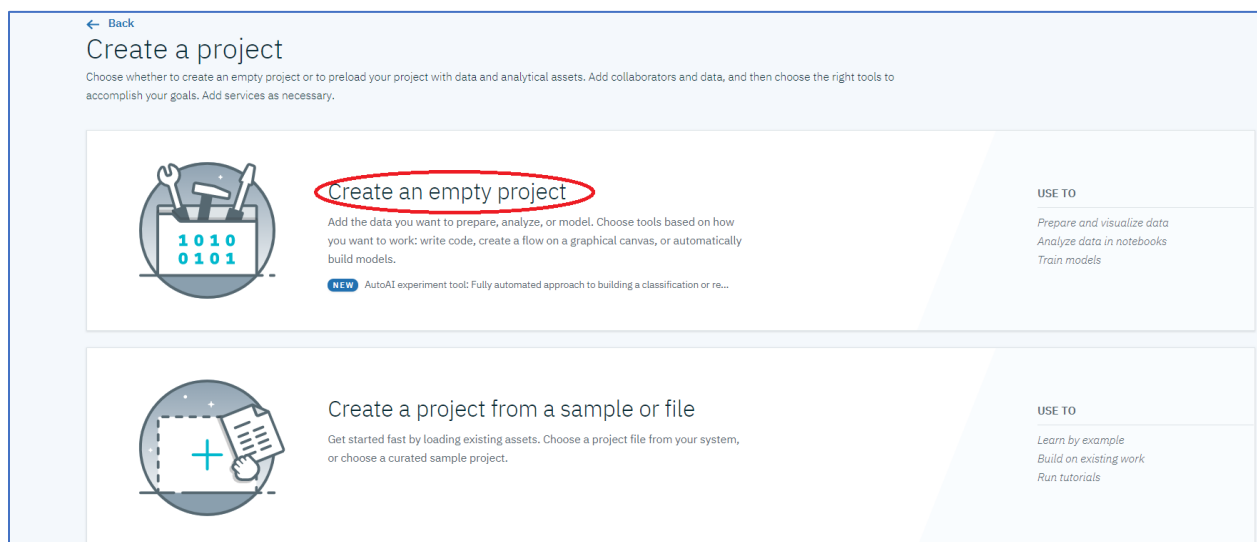 Back
Create a project
Choose whether to create an empty project or to preload your project with data and analytical assets. Add collaborators and data, and then choose the right tools to
accomplish your goals. Add services as necessary.
1010
0101
Create an empty project
Add the data you want to prepare, analyze, or model. Choose tools based on how
you want to work: write code, create a flow on a graphical canvas, or automatically
build models.
NEW AutoAI experiment tool: Fully automated approach to building a classification or re...
USE TO
Prepare and visualize data
Analyze data in notebooks
Train models
Create a project from a sample or file
Get started fast by loading existing assets. Choose a project file from your system,
or choose a curated sample project.
USE TO
Learn by example
Build on existing work
Run tutorials